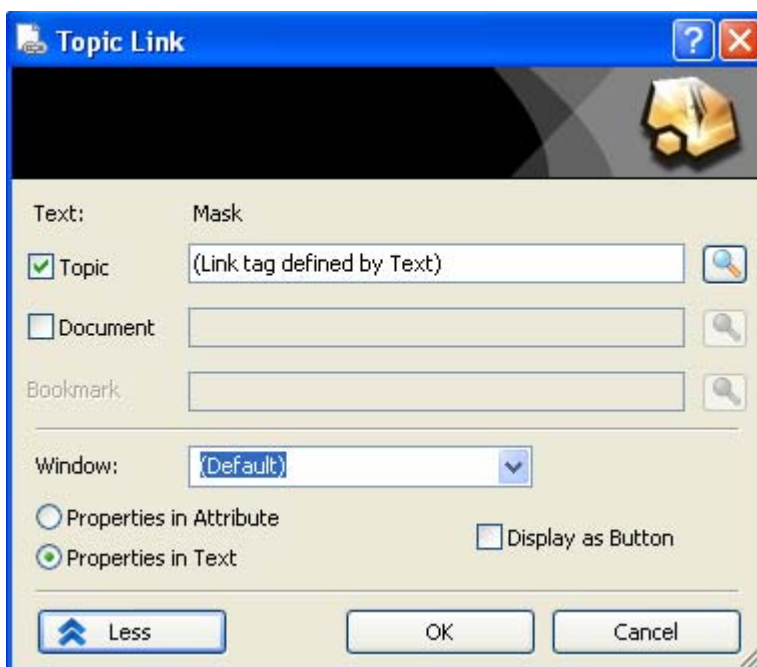 Topic Link
Text: Mask
Topic (Link tag defined by Text)
Document
Bookmark
Window: (Default)
Properties in Attribute
Display as Button
Properties in Text
Less OK Cancel